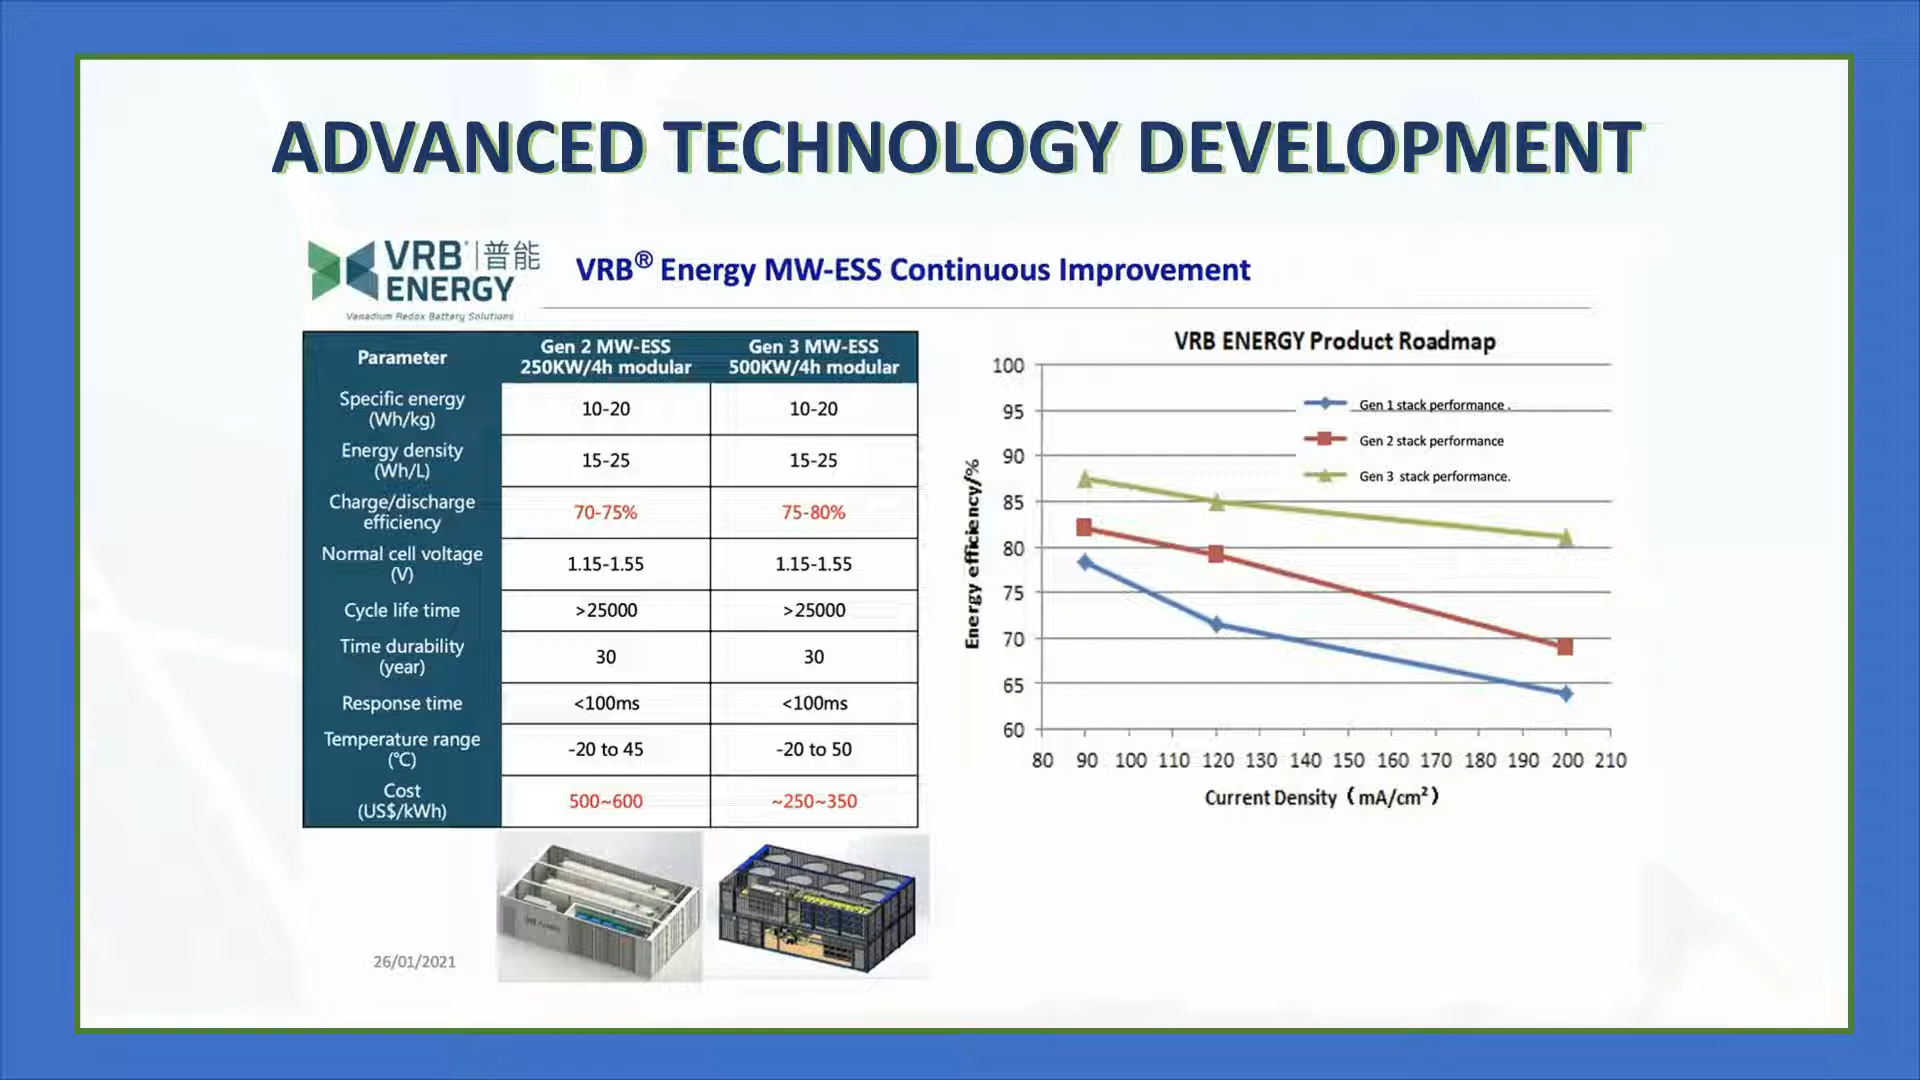 ADVANCED TECHNOLOGY DEVELOPMENT
VRB® | 普能
ENERGY
Vanadium Redox Battery Solutions
VRB® Energy MW-ESS Continuous Improvement
Parameter
Gen 2 MW-ESS
250KW/4h modular
Gen 3 MW-ESS
500KW/4h modular
Specific energy
(Wh/kg)
10-20
10-20
Energy density
(Wh/L)
15-25
15-25
Charge/discharge
efficiency
70-75%
75-80%
Normal cell voltage
(V)
1.15-1.55
1.15-1.55
Cycle life time
>25000
>25000
Time durability
(year)
30
30
Response time
<100ms
<100ms
Temperature range
(℃)
-20 to 45
-20 to 50
Cost
(US$/kWh)
500~600
~250~350
26/01/2021
VRB ENERGY Product Roadmap
Gen 1 stack performance .
Gen 2 stack performance
Gen 3 stack performance.
Energy efficiency/%
100
95
90
85
80
75
70
65
60
80 90 100 110 120 130 140 150 160 170 180 190 200 210
Current Density（mA/cm²）